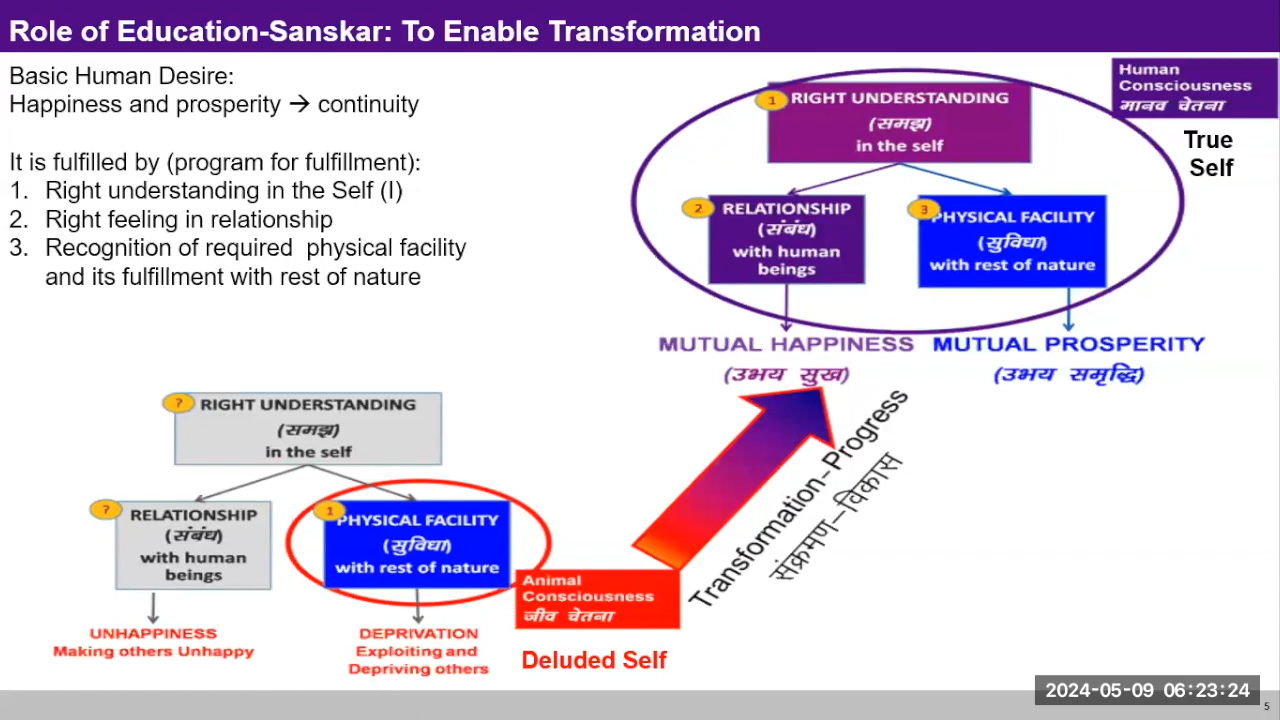 Role of Education-Sanskar: To Enable Transformation
Basic Human Desire:
Happiness and prosperity → continuity
It is fulfilled by (program for fulfillment):
1. Right understanding in the Self (I)
2. Right feeling in relationship
3. Recognition of required physical facility
and its fulfillment with rest of nature
Human
Consciousness
मानव चेतना
True
Self
1
RIGHT UNDERSTANDING
(समझ)
in the self
2
RELATIONSHIP
(संबंध)
with human
beings
3
PHYSICAL FACILITY
(सुविधा)
with rest of nature
MUTUAL HAPPINESS
(उभय सुख)
MUTUAL PROSPERITY
(उभय समृद्धि)
Transformation–Progress
संक्रमण–विकास
?
RIGHT UNDERSTANDING
(समझ)
in the self
?
RELATIONSHIP
(संबंध)
with human
beings
1
PHYSICAL FACILITY
(सुविधा)
with rest of nature
UNHAPPINESS
Making others Unhappy
DEPRIVATION
Exploiting and
Depriving others
Animal
Consciousness
जीव चेतना
Deluded Self
2024-05-09 06:23:24
5